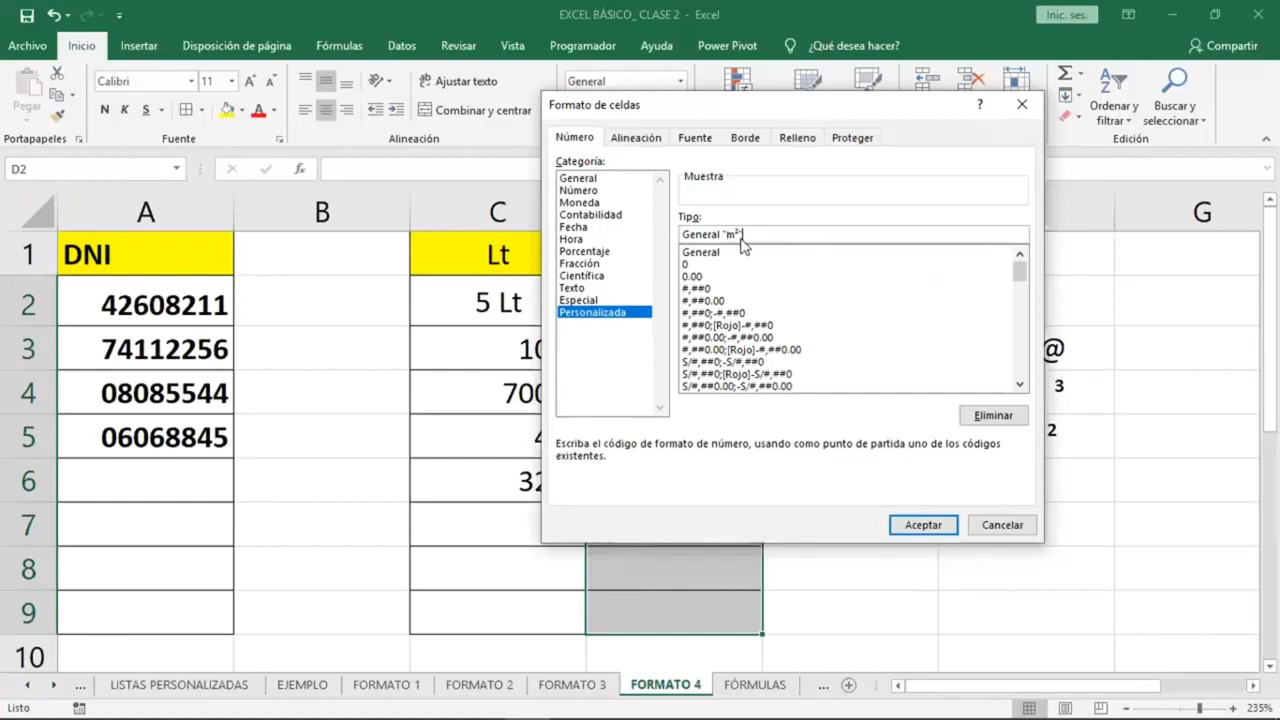 EXCEL BÁSICO_ CLASE 2 - Excel
Inic. ses.
Archivo Inicio Insertar Disposición de página Fórmulas Datos Revisar Vista Programador Ayuda Power Pivot ¿Qué desea hacer? Compartir
Pegar
Calibri 11
N K S
Ajustar texto
Combinar y centrar
General
Ordenar y filtrar
Buscar y seleccionar
Portapapeles Fuente Alineación Edición
D2
fx
Formato de celdas
Número Alineación Fuente Borde Relleno Proteger
Categoría:
General
Número
Moneda
Contabilidad
Fecha
Hora
Porcentaje
Fracción
Científica
Texto
Especial
Personalizada
Muestra
Tipo:
General "m²"
General
0
0.00
#,##0
#,##0.00
#,##0;-#,##0
#,##0;[Rojo]-#,##0
#,##0.00;-#,##0.00
#,##0.00;[Rojo]-#,##0.00
S/#,##0;-S/#,##0
S/#,##0;[Rojo]-S/#,##0
S/#,##0.00;-S/#,##0.00
Eliminar
Escriba el código de formato de número, usando como punto de partida uno de los códigos
existentes.
Aceptar Cancelar
A B C G
1 DNI Lt
2 42608211 5 Lt
3 74112256 10 @
4 08085544 700 3
5 06068845 4 2
6 32
7
8
9
10
... LISTAS PERSONALIZADAS EJEMPLO FORMATO 1 FORMATO 2 FORMATO 3 FORMATO 4 FÓRMULAS ...
Listo
235%